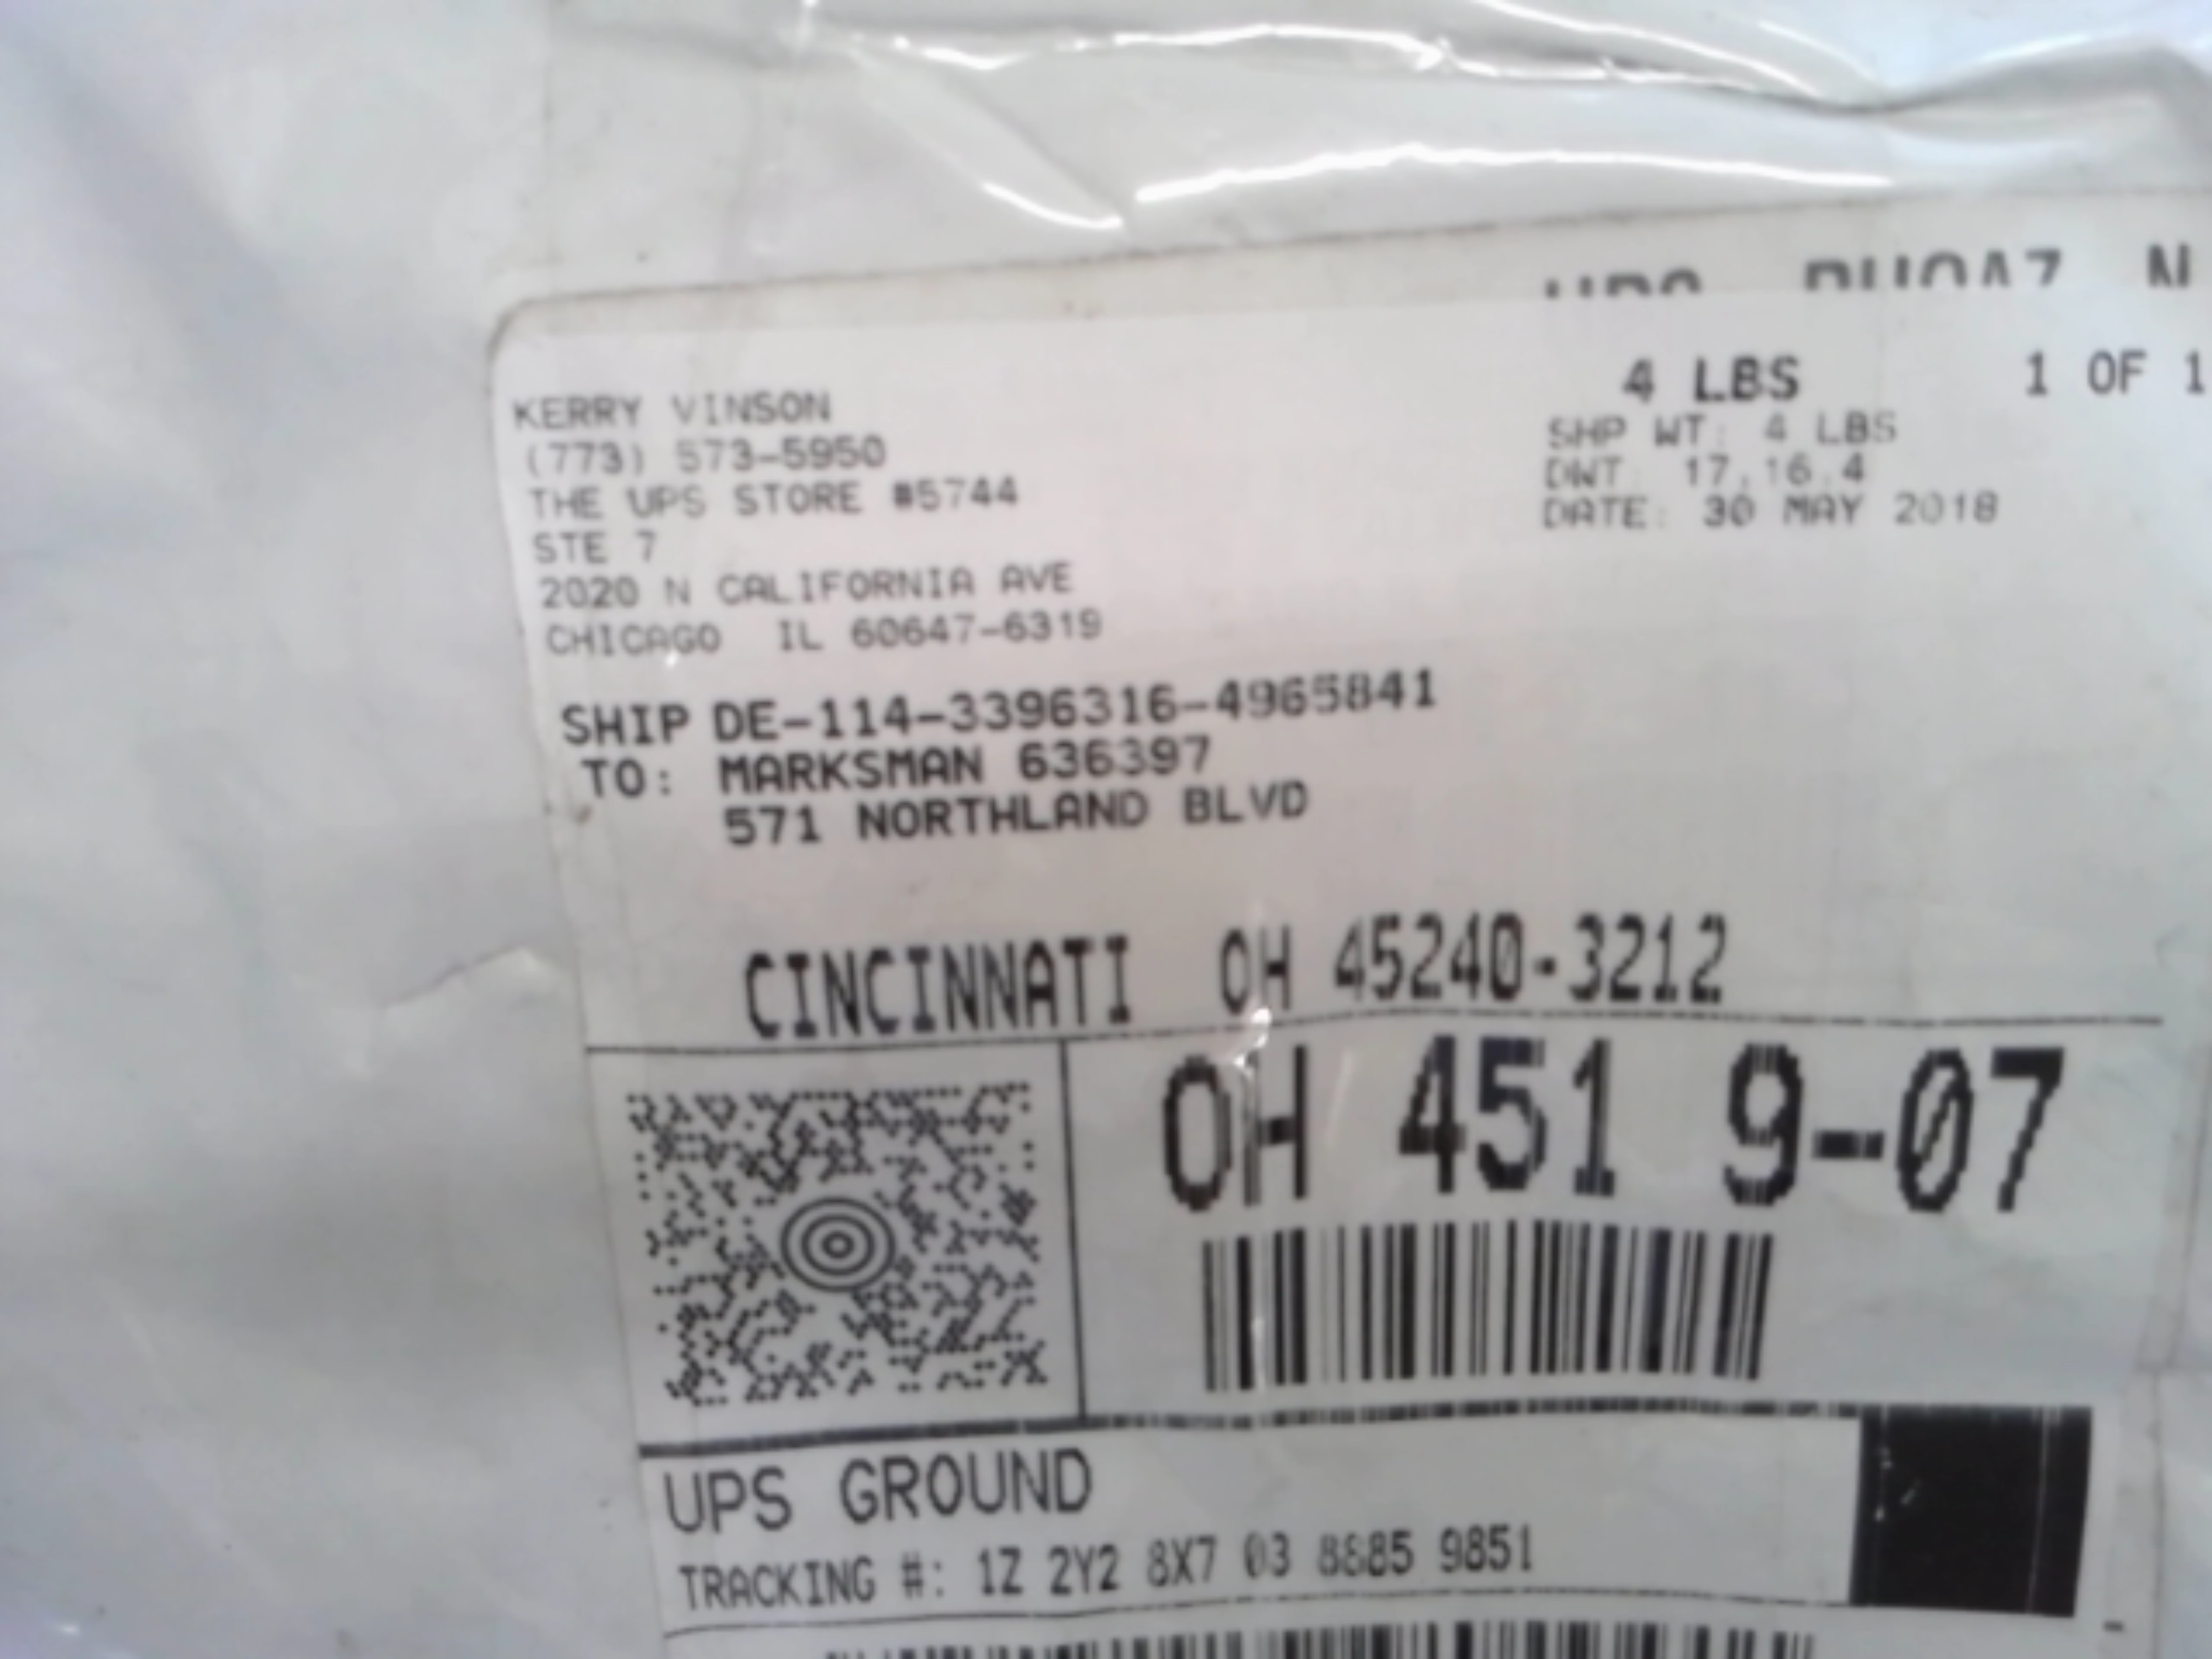 KERRY VINSON
(773) 573-5950
THE UPS STORE #5744
STE 7
2020 N CALIFORNIA AVE
CHICAGO IL 60647-6319
4 LBS 1 OF 1
SHP WT: 4 LBS
DWT: 17,16,4
DATE: 30 MAY 2018
SHIP DE-114-3396316-4965841
TO: MARKSMAN 636397
571 NORTHLAND BLVD
CINCINNATI OH 45240-3212
OH 451 9-07
UPS GROUND
TRACKING #: 1Z 2Y2 8X7 03 8885 9851